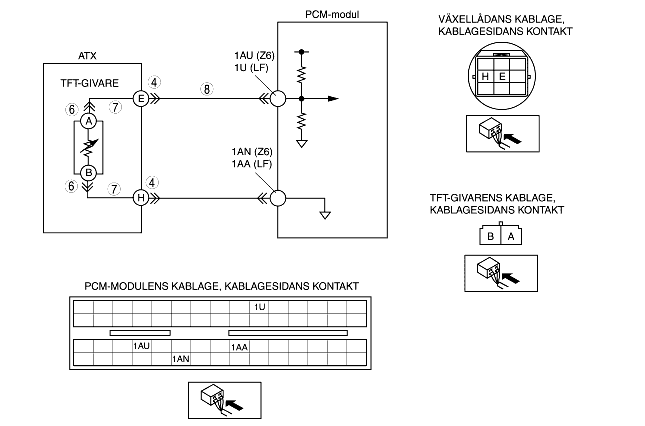 PCM-modul
VÄXELLÅDANS KABLAGE,
KABLAGESIDANS KONTAKT
ATX
1AU (Z6)
1U (LF)
TFT-GIVARE
E
4
8
H E
6
7
A
B
1AN (Z6)
1AA (LF)
6
7
4
H
TFT-GIVARENS KABLAGE,
KABLAGESIDANS KONTAKT
B A
PCM-MODULENS KABLAGE, KABLAGESIDANS KONTAKT
1U
1AU 1AA
1AN